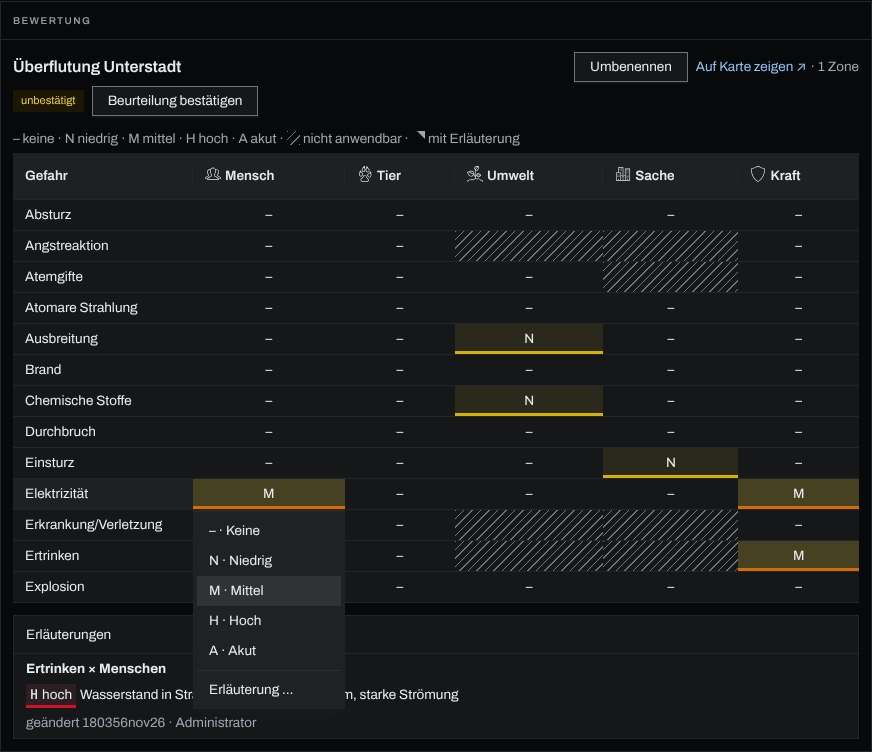 BEWERTUNG
Überflutung Unterstadt Umbenennen Auf Karte zeigen ↗ · 1 Zone
unbestätigt Beurteilung bestätigen
– keine · N niedrig · M mittel · H hoch · A akut · nicht anwendbar · mit Erläuterung
Gefahr Mensch Tier Umwelt Sache Kraft
Absturz – – – – –
Angstreaktion – – –
Atemgifte – – – –
Atomare Strahlung – – – – –
Ausbreitung – – N – –
Brand – – – – –
Chemische Stoffe – – N – –
Durchbruch – – – – –
Einsturz – – – N –
Elektrizität M – – – M
Erkrankung/Verletzung – –
Ertrinken – M
Explosion – – – –
– · Keine
N · Niedrig
M · Mittel
H · Hoch
A · Akut
Erläuterung ...
Erläuterungen
Ertrinken × Menschen
H hoch Wasserstand in , starke Strömung
geändert 180356nov26 · Administrator